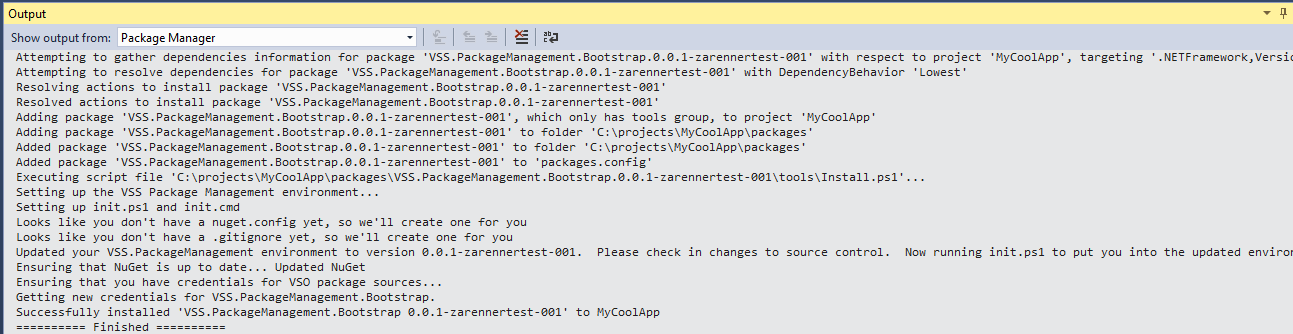 Output
Show output from: Package Manager
Attempting to gather dependencies information for package 'VSS.PackageManagement.Bootstrap.0.0.1-zarennertest-001' with respect to project 'MyCoolApp', targeting '.NETFramework,Versio
Attempting to resolve dependencies for package 'VSS.PackageManagement.Bootstrap.0.0.1-zarennertest-001' with DependencyBehavior 'Lowest'
Resolving actions to install package 'VSS.PackageManagement.Bootstrap.0.0.1-zarennertest-001'
Resolved actions to install package 'VSS.PackageManagement.Bootstrap.0.0.1-zarennertest-001'
Adding package 'VSS.PackageManagement.Bootstrap.0.0.1-zarennertest-001', which only has tools group, to project 'MyCoolApp'
Adding package 'VSS.PackageManagement.Bootstrap.0.0.1-zarennertest-001' to folder 'C:\projects\MyCoolApp\packages'
Added package 'VSS.PackageManagement.Bootstrap.0.0.1-zarennertest-001' to folder 'C:\projects\MyCoolApp\packages'
Added package 'VSS.PackageManagement.Bootstrap.0.0.1-zarennertest-001' to 'packages.config'
Executing script file 'C:\projects\MyCoolApp\packages\VSS.PackageManagement.Bootstrap.0.0.1-zarennertest-001\tools\Install.ps1'...
Setting up the VSS Package Management environment...
Setting up init.ps1 and init.cmd
Looks like you don't have a nuget.config yet, so we'll create one for you
Looks like you don't have a .gitignore yet, so we'll create one for you
Updated your VSS.PackageManagement environment to version 0.0.1-zarennertest-001.  Please check in changes to source control.  Now running init.ps1 to put you into the updated environ
Ensuring that NuGet is up to date... Updated NuGet
Ensuring that you have credentials for VSO package sources...
Getting new credentials for VSS.PackageManagement.Bootstrap.
Successfully installed 'VSS.PackageManagement.Bootstrap 0.0.1-zarennertest-001' to MyCoolApp
========== Finished ==========